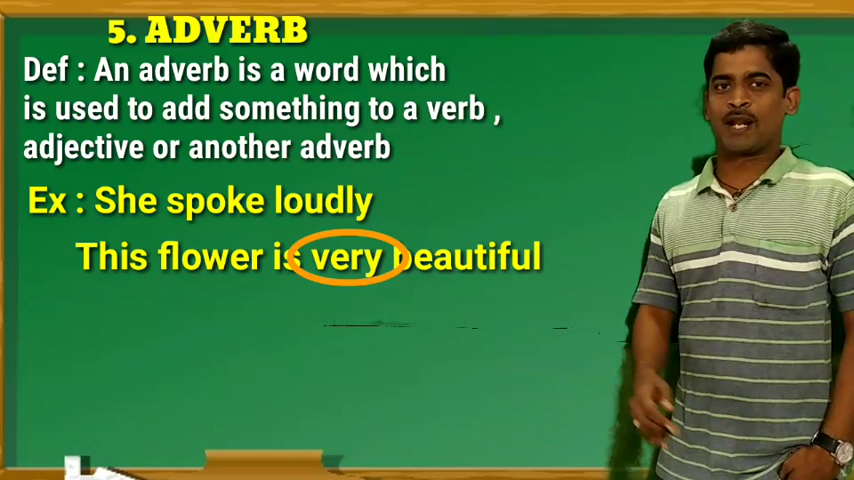 5. ADVERB
Def : An adverb is a word which
is used to add something to a verb ,
adjective or another adverb
Ex : She spoke loudly
This flower is very beautiful